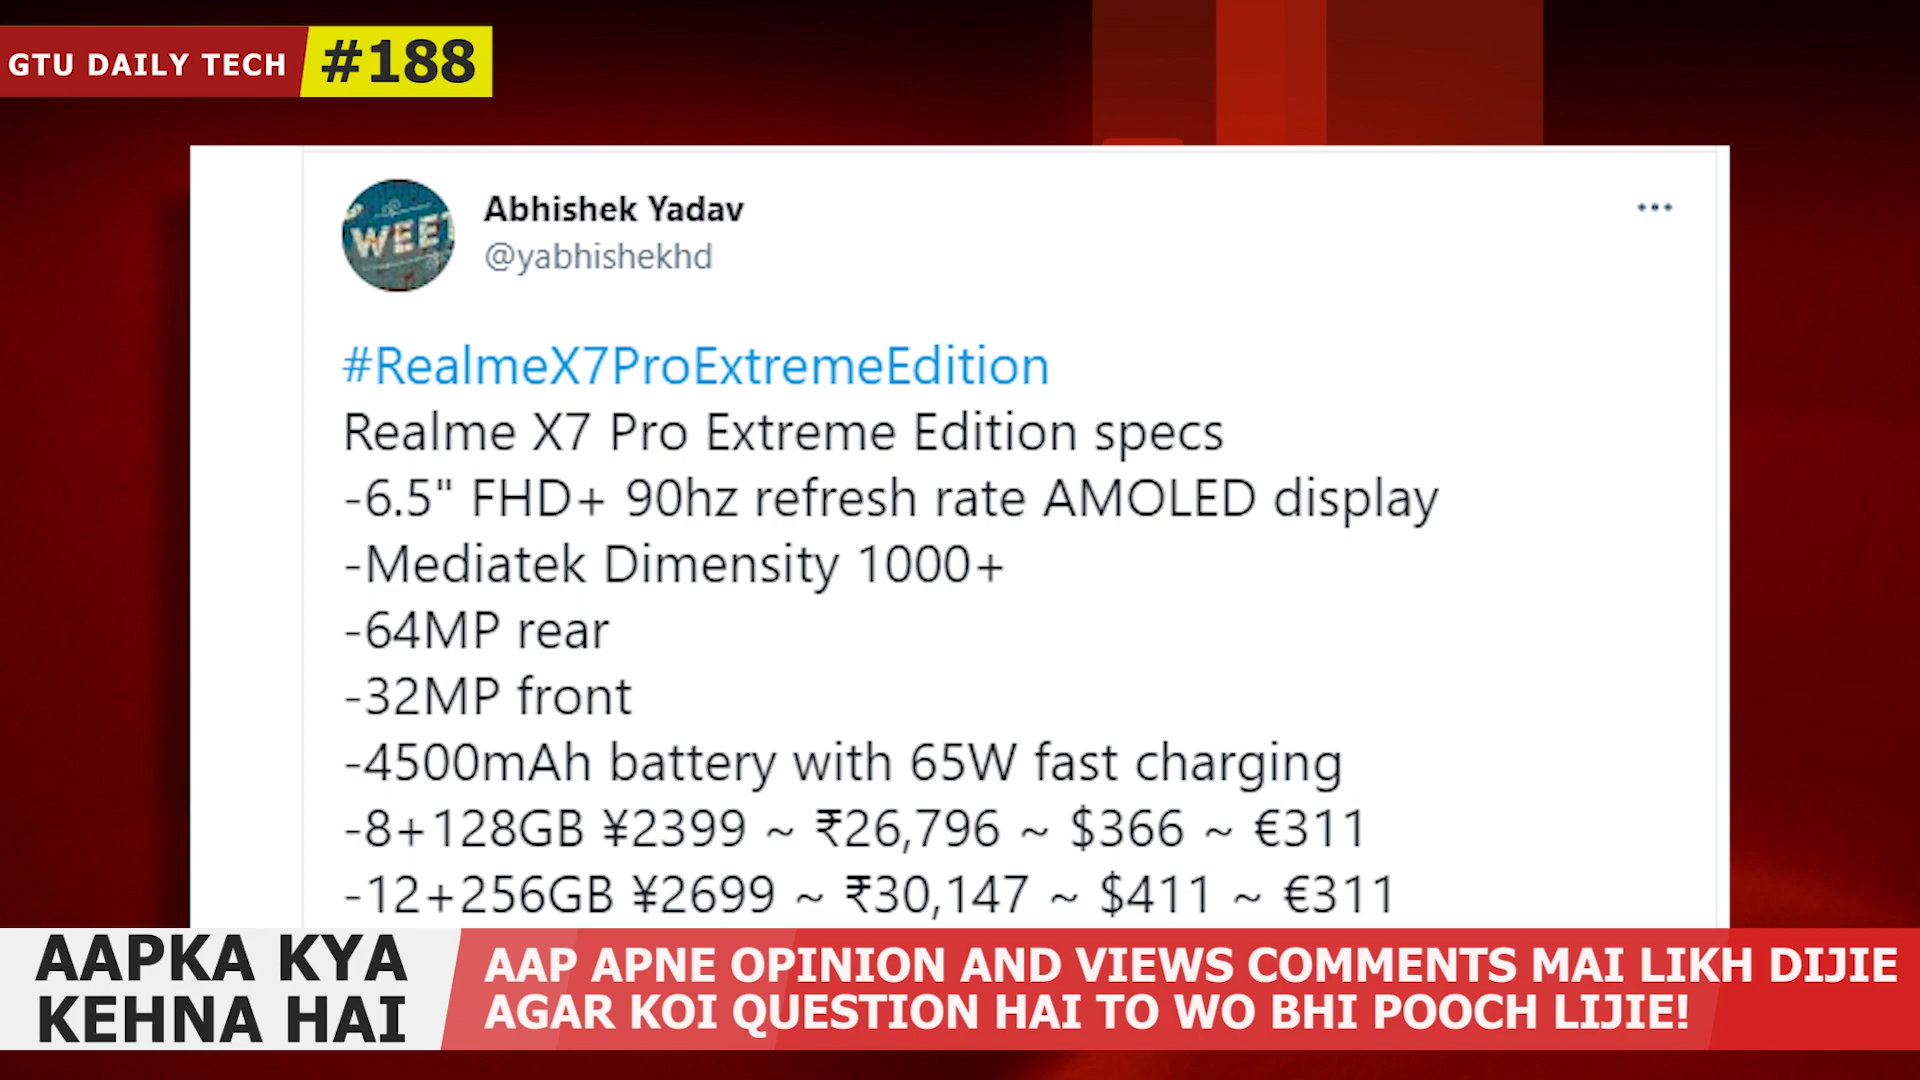 GTU DAILY TECH #188
Abhishek Yadav
@yabhishekhd
WEET
#RealmeX7ProExtremeEdition
Realme X7 Pro Extreme Edition specs
-6.5" FHD+ 90hz refresh rate AMOLED display
-Mediatek Dimensity 1000+
-64MP rear
-32MP front
-4500mAh battery with 65W fast charging
-8+128GB ¥2399 ~ ₹26,796 ~ $366 ~ €311
-12+256GB ¥2699 ~ ₹30,147 ~ $411 ~ €311
AAPKA KYA
KEHNA HAI
AAP APNE OPINION AND VIEWS COMMENTS MAI LIKH DIJIE
AGAR KOI QUESTION HAI TO WO BHI POOCH LIJIE!